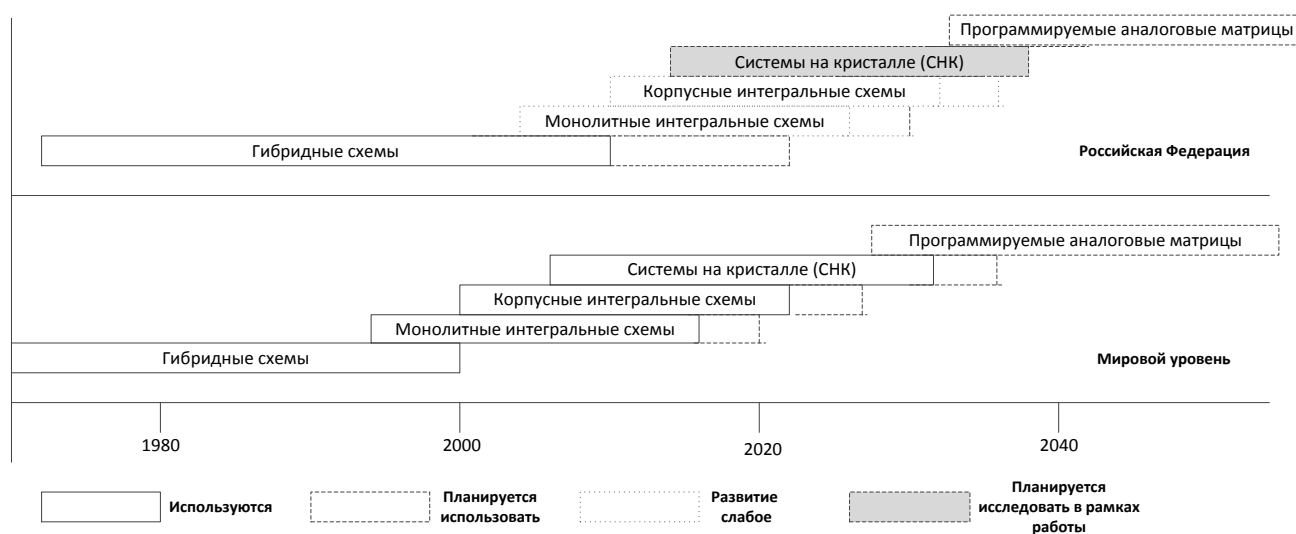 Программируемые аналоговые матрицы
Системы на кристалле (СНК)
Корпусные интегральные схемы
Монолитные интегральные схемы
Гибридные схемы
Российская Федерация
Программируемые аналоговые матрицы
Системы на кристалле (СНК)
Корпусные интегральные схемы
Монолитные интегральные схемы
Гибридные схемы
Мировой уровень
1980
2000
2020
2040
Используются
Планируется
использовать
Развитие
слабое
Планируется
исследовать в рамках
работы